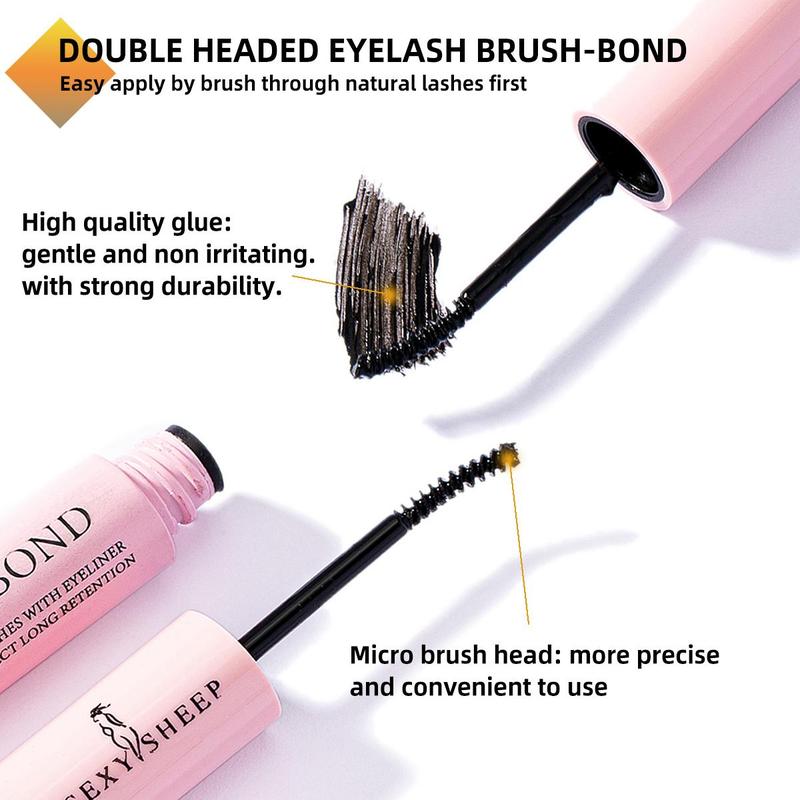 DOUBLE HEADED EYELASH BRUSH-BOND
Easy apply by brush through natural lashes first
High quality glue:
gentle and non irritating.
with strong durability.
BOND
HES WITH EYELINER
CT LONG RETENTION
Micro brush head: more precise
and convenient to use
SEXY SHEEP